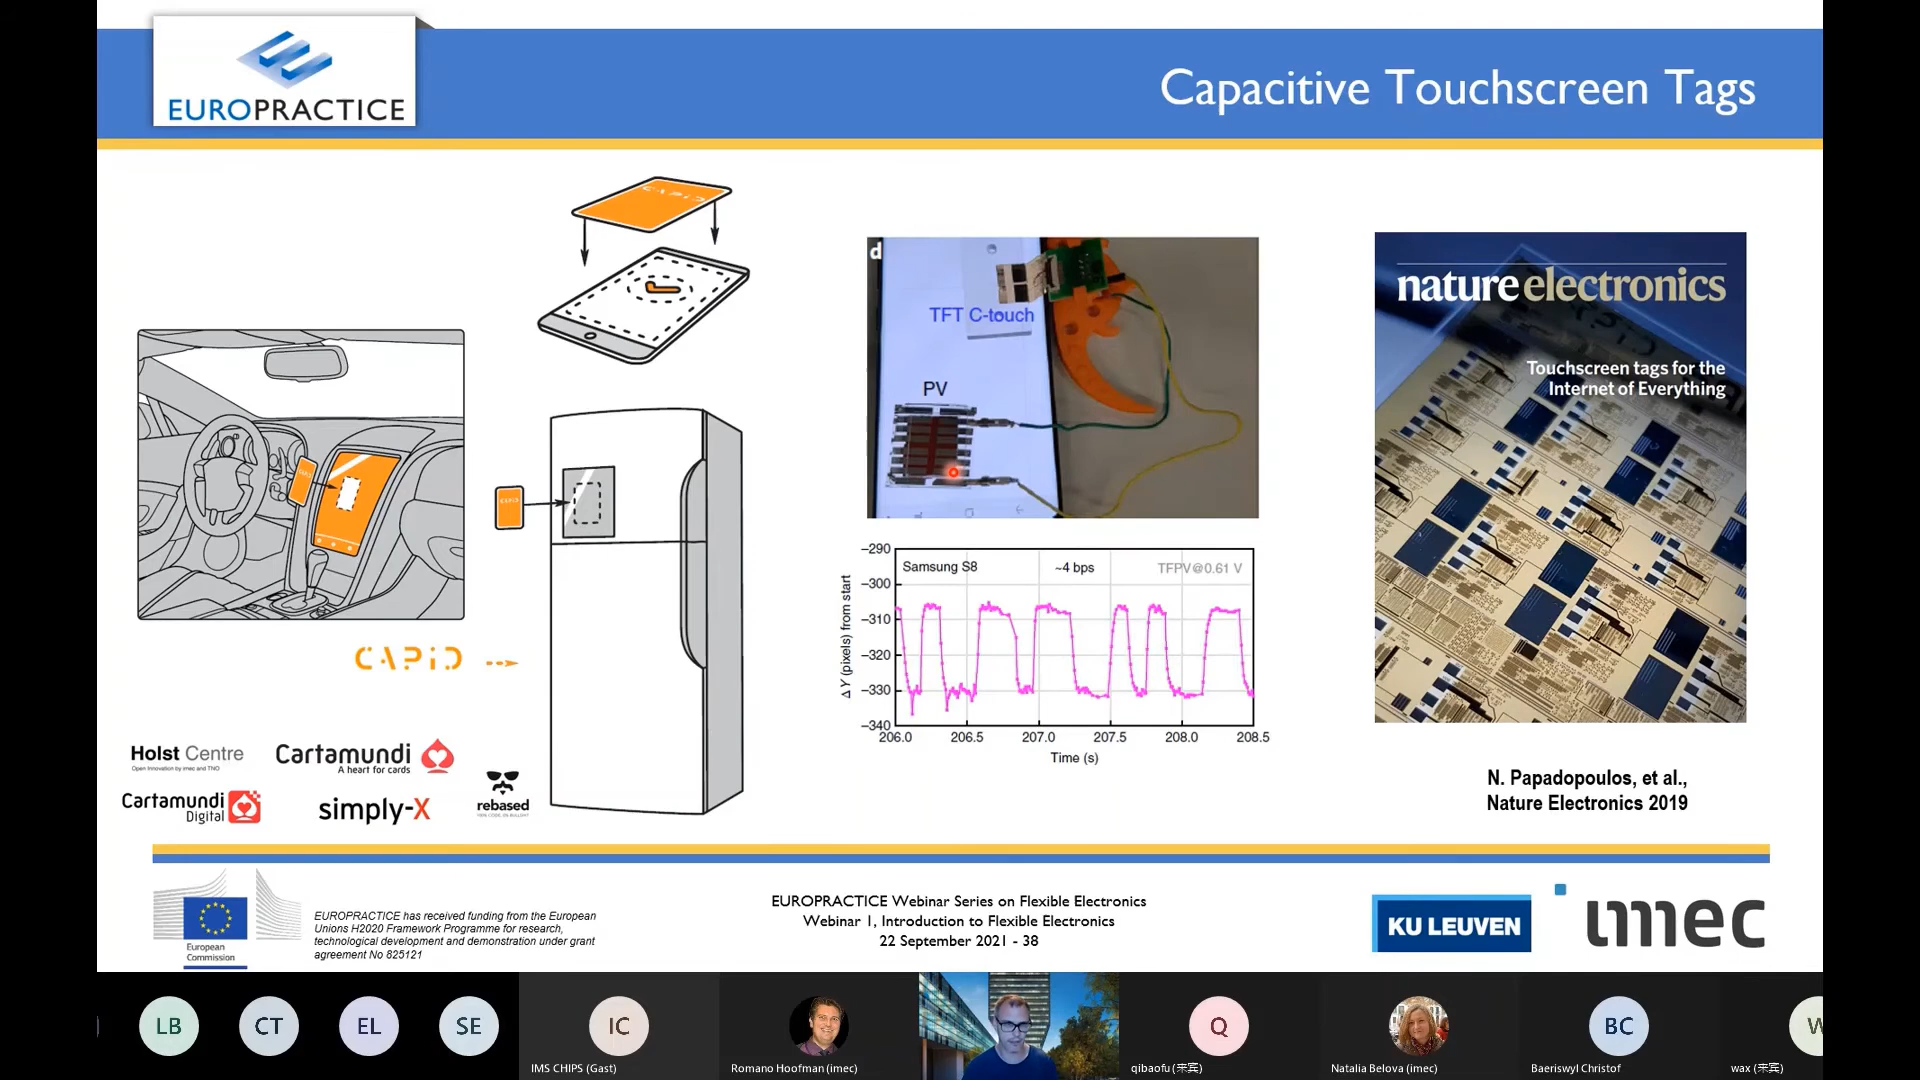 EUROPRACTICE
Capacitive Touchscreen Tags
CAPID
CAPID
CAPID
CAPID
Holst Centre
Open Innovation by imec and TNO
Cartamundi
A heart for cards
Cartamundi
Digital
simply-X
rebased
d
TFT C-touch
PV
Samsung S8
~4 bps
TFPV@0.61 V
−290
−300
−310
−320
−330
−340
206.0
206.5
207.0
207.5
208.0
208.5
Δ Y (pixels) from start
Time (s)
nature electronics
Touchscreen tags for the
Internet of Everything
N. Papadopoulos, et al.,
Nature Electronics 2019
European
Commission
EUROPRACTICE has received funding from the European
Unions H2020 Framework Programme for research,
technological development and demonstration under grant
agreement No 825121
EUROPRACTICE Webinar Series on Flexible Electronics
Webinar 1, Introduction to Flexible Electronics
22 September 2021 - 38
KU LEUVEN
imec
LB
CT
EL
SE
IC
IMS CHIPS (Gast)
Romano Hoofman (imec)
Q
qibaofu (来宾)
Natalia Belova (imec)
BC
Baeriswyl Christof
W
wax (来宾)